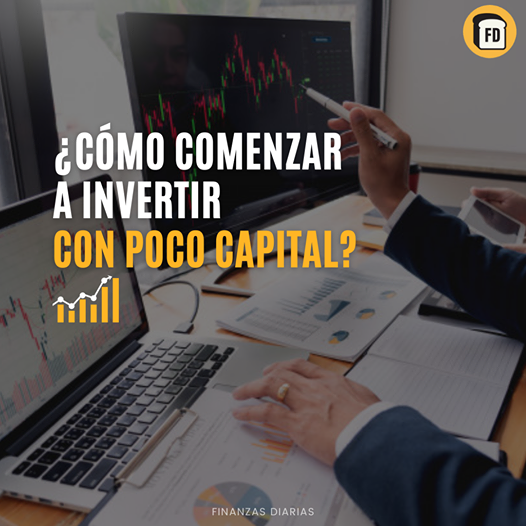 FD
¿CÓMO COMENZAR
A INVERTIR
CON POCO CAPITAL?
FINANZAS DIARIAS